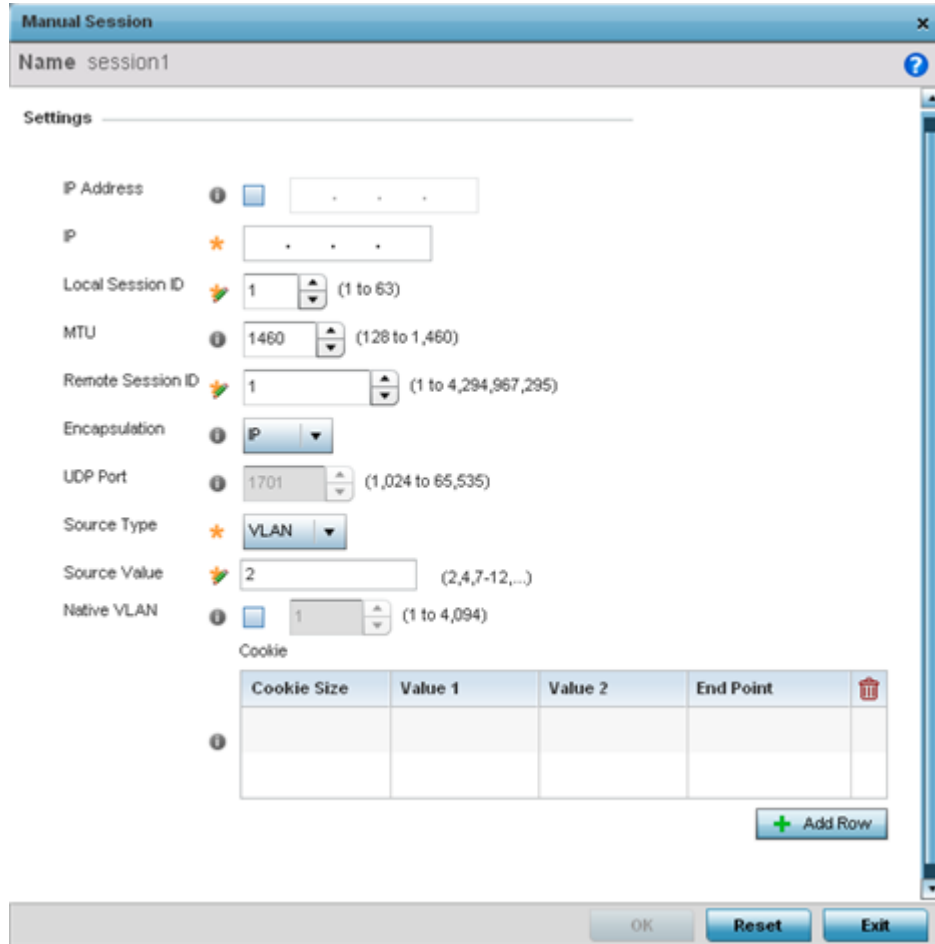 Manual Session
Name session1
Settings
IP Address . . .
IP . . .
Local Session ID 1 (1 to 63)
MTU 1460 (128 to 1,460)
Remote Session ID 1 (1 to 4,294,967,295)
Encapsulation IP
UDP Port 1701 (1,024 to 65,535)
Source Type VLAN
Source Value 2 (2,4,7-12,...)
Native VLAN 1 (1 to 4,094)
Cookie
Cookie Size Value 1 Value 2 End Point
Add Row
OK Reset Exit